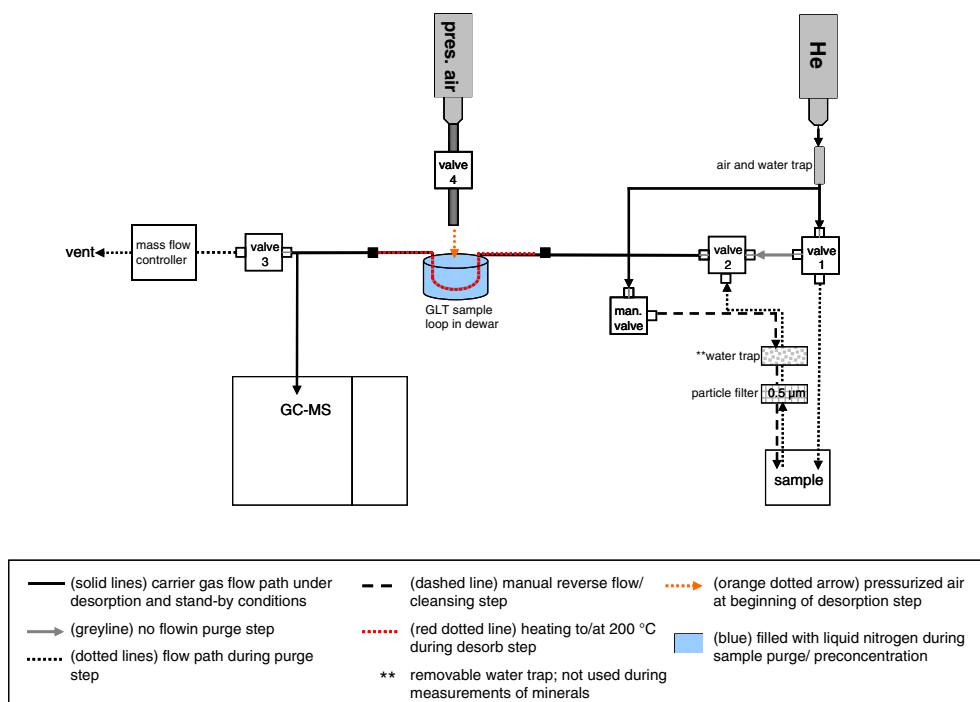 pres. air
He
air and water trap
valve
4
vent
mass flow
controller
valve
3
valve
2
valve
1
GLT sample
loop in dewar
man.
valve
**water trap
particle filter
0.5 µm
GC-MS
sample
(solid lines) carrier gas flow path under
desorption and stand-by conditions
(greyline) no flowin purge step
(dotted lines) flow path during purge
step
(dashed line) manual reverse flow/
cleansing step
(red dotted line) heating to/at 200 °C
during desorb step
** removable water trap; not used during
measurements of minerals
(orange dotted arrow) pressurized air
at beginning of desorption step
(blue) filled with liquid nitrogen during
sample purge/ preconcentration